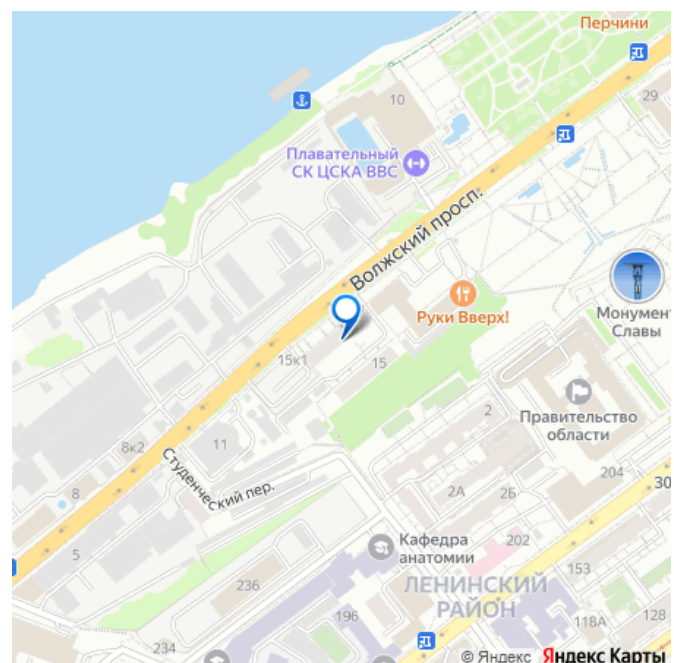 Перчини
10
29
Плавательный
СК ЦСКА ВВС
Волжский просп.
Руки Вверх!
Монумент
Славы
15к1
15
Правительство
области
2
11
8к2
Студенческий пер.
8
204
30
2А
2Б
202
Кафедра
анатомии
5
153
ЛЕНИНСКИЙ
РАЙОН
236
196
118А
128
234
© Яндекс Яндекс Карты